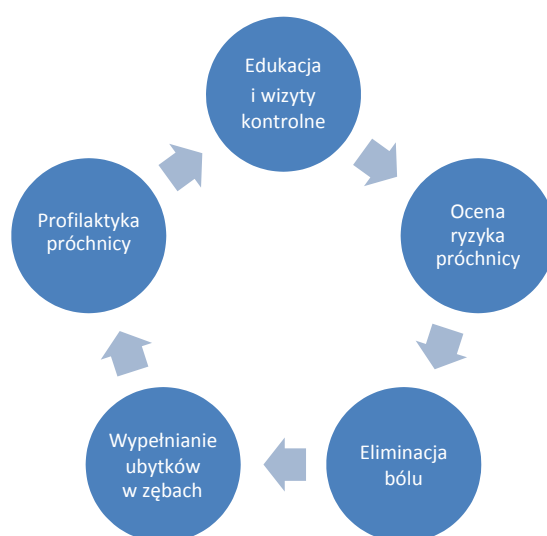 Edukacja
i wizyty
kontrolne
Ocena
ryzyka
próchnicy
Eliminacja
bólu
Wypełnianie
ubytków
w zębach
Profilaktyka
próchnicy